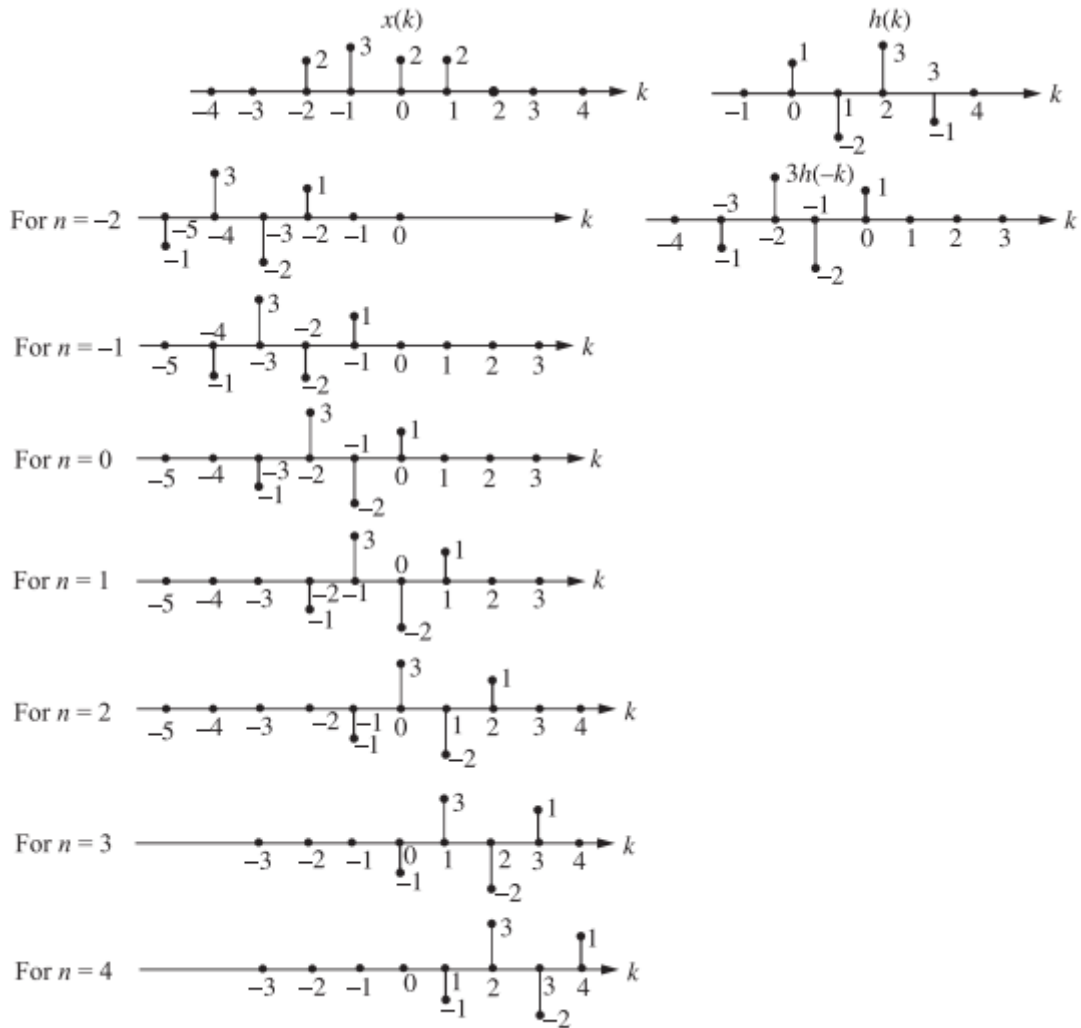 x(k) h(k)
2 3 2 2 k
-4 -3 -2 -1 0 1 2 3 4
1 3 3 k
-1 0 1 2 4
-2 -1
For n = -2 3 1 k
-5 -4 -3 -2 -1 0
-1 -2
3h(-k) 1
-3 -1 k
-4 -2 0 1 2 3
-1 -2
For n = -1 3 1 k
-4 -2
-5 -3 -1 0 1 2 3
-1 -2
For n = 0 3 1 k
-1
-5 -4 -3 -2 0 1 2 3
-1 -2
For n = 1 3 1 k
0
-5 -4 -3 -2 -1 1 2 3
-1 -2
For n = 2 3 1 k
-5 -4 -3 -2 -1 0 1 2 3 4
-1 -2
For n = 3 3 1 k
-3 -2 -1 0 1 2 3 4
-1 -2
For n = 4 3 1 k
-3 -2 -1 0 1 2 3 4
-1 -2